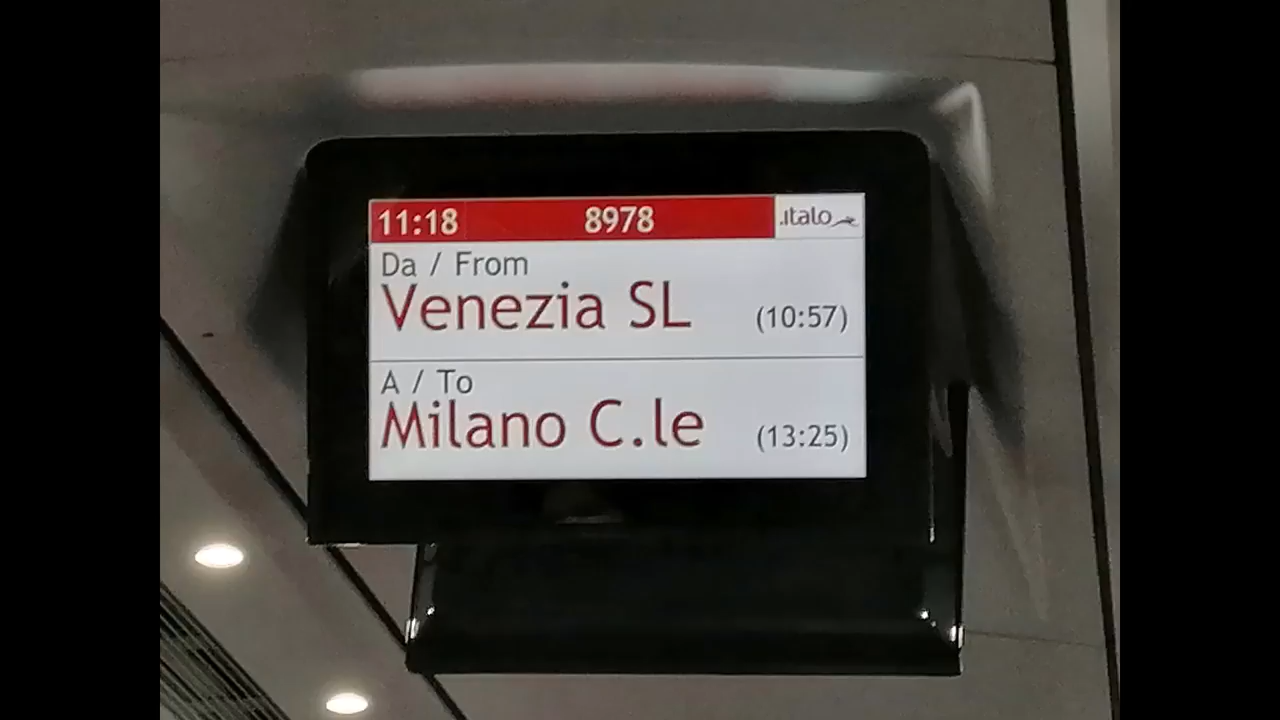 11:18 8978 .italo
Da / From
Venezia SL (10:57)
A / To
Milano C.le (13:25)